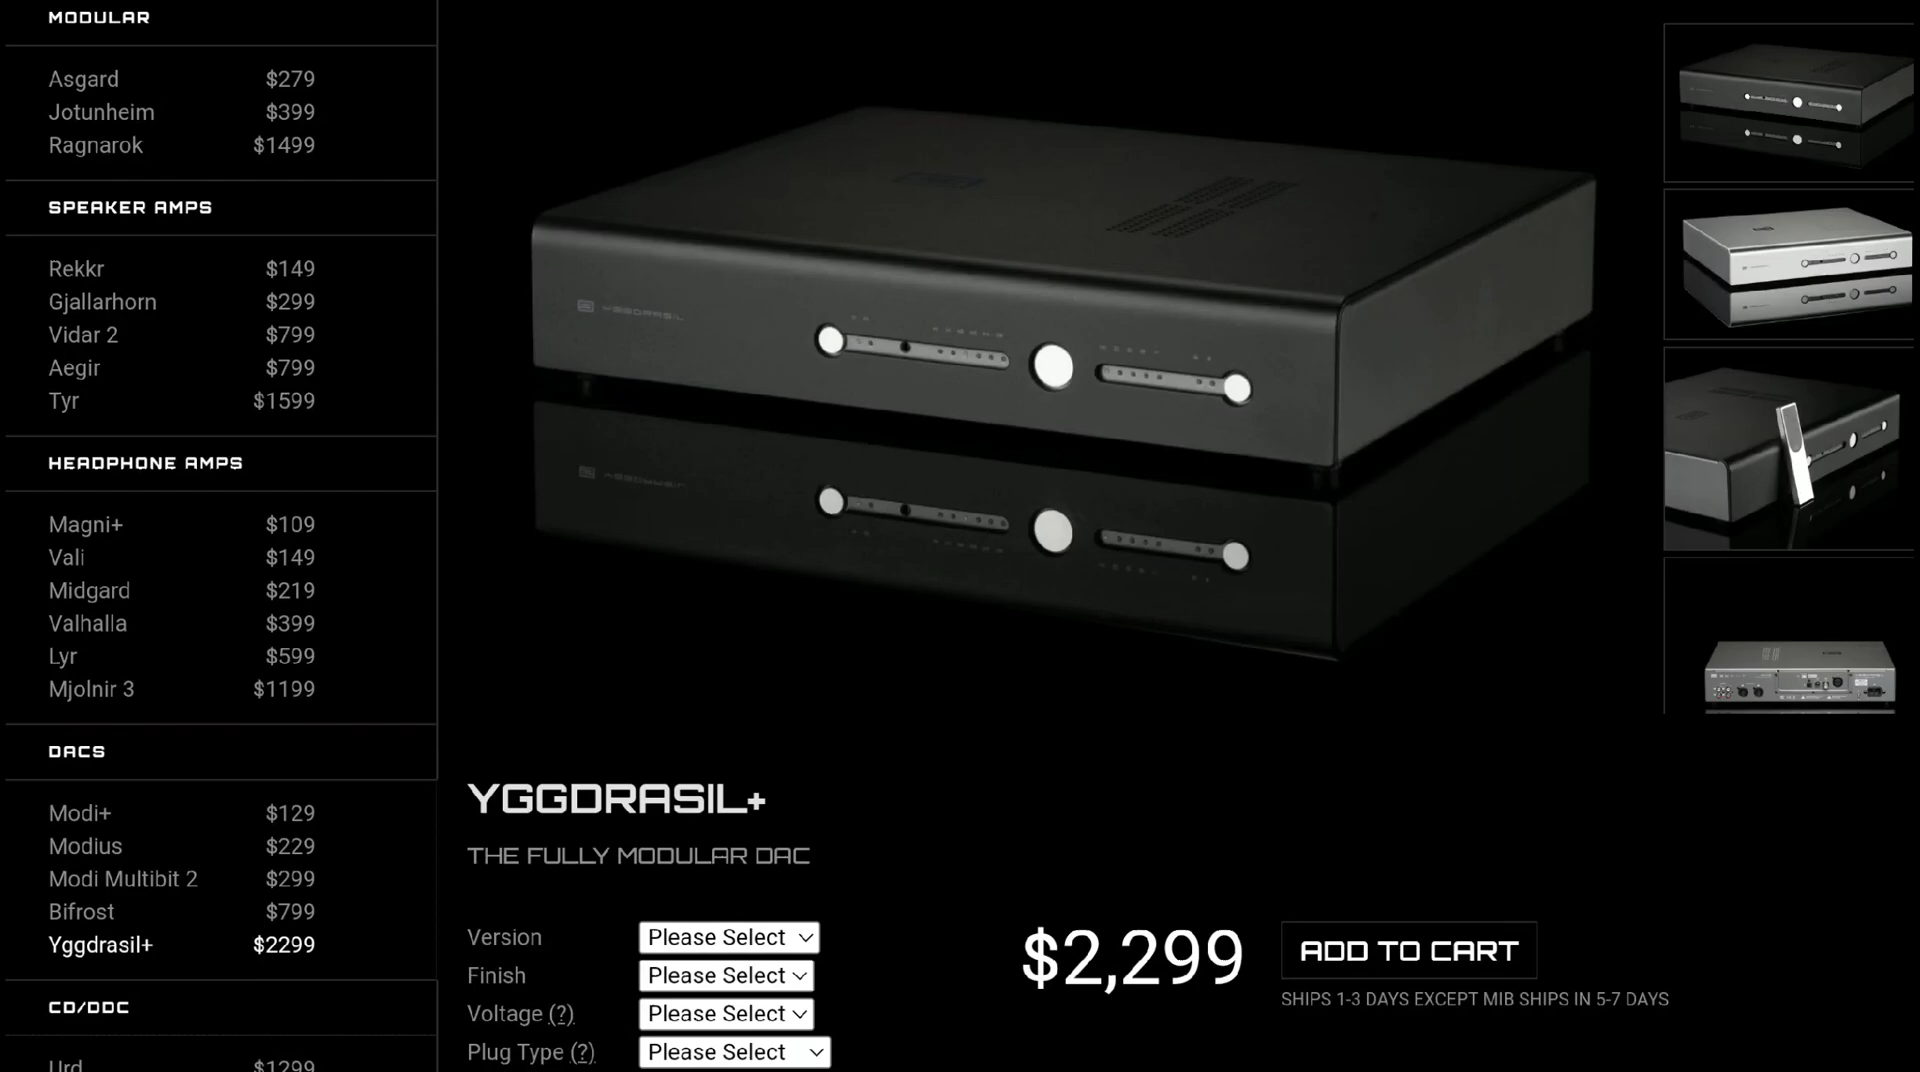 MODULAR
Asgard $279
Jotunheim $399
Ragnarok $1499
SPEAKER AMPS
Rekkr $149
Gjallarhorn $299
Vidar 2 $799
Aegir $799
Tyr $1599
HEADPHONE AMPS
Magni+ $109
Vali $149
Midgard $219
Valhalla $399
Lyr $599
Mjolnir 3 $1199
DACS
Modi+ $129
Modius $229
Modi Multibit 2 $299
Bifrost $799
Yggdrasil+ $2299
CD/DDC
Urd $1299
YGGDRASIL
YGGDRASIL+
THE FULLY MODULAR DAC
Version Please Select
Finish Please Select
Voltage (?) Please Select
Plug Type (?) Please Select
$2,299
ADD TO CART
SHIPS 1-3 DAYS EXCEPT MIB SHIPS IN 5-7 DAYS